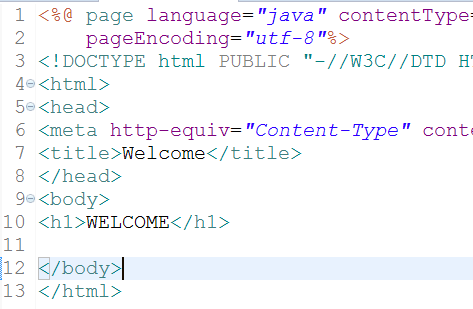 1 <%@ page language="java" contentType=
2 pageEncoding="utf-8"%>
3 <!DOCTYPE html PUBLIC "-//W3C//DTD HT
4 <html>
5 <head>
6 <meta http-equiv="Content-Type" conte
7 <title>Welcome</title>
8 </head>
9 <body>
10 <h1>WELCOME</h1>
11
12 </body>
13 </html>